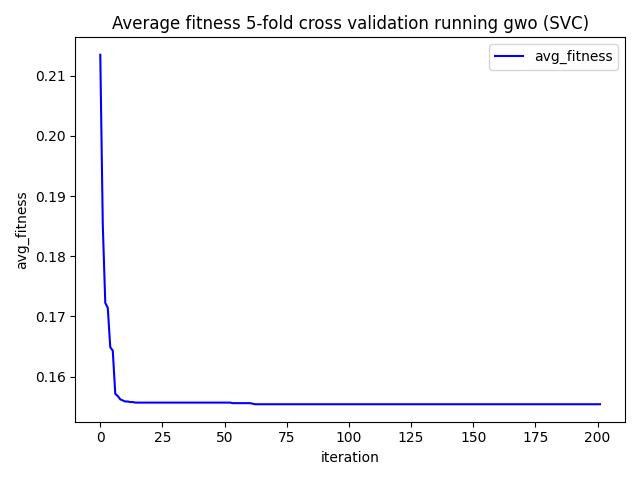 Average fitness 5-fold cross validation running gwo (SVC)
avg_fitness
0.21
0.20
0.19
0.18
0.17
0.16
avg_fitness
0 25 50 75 100 125 150 175 200
iteration